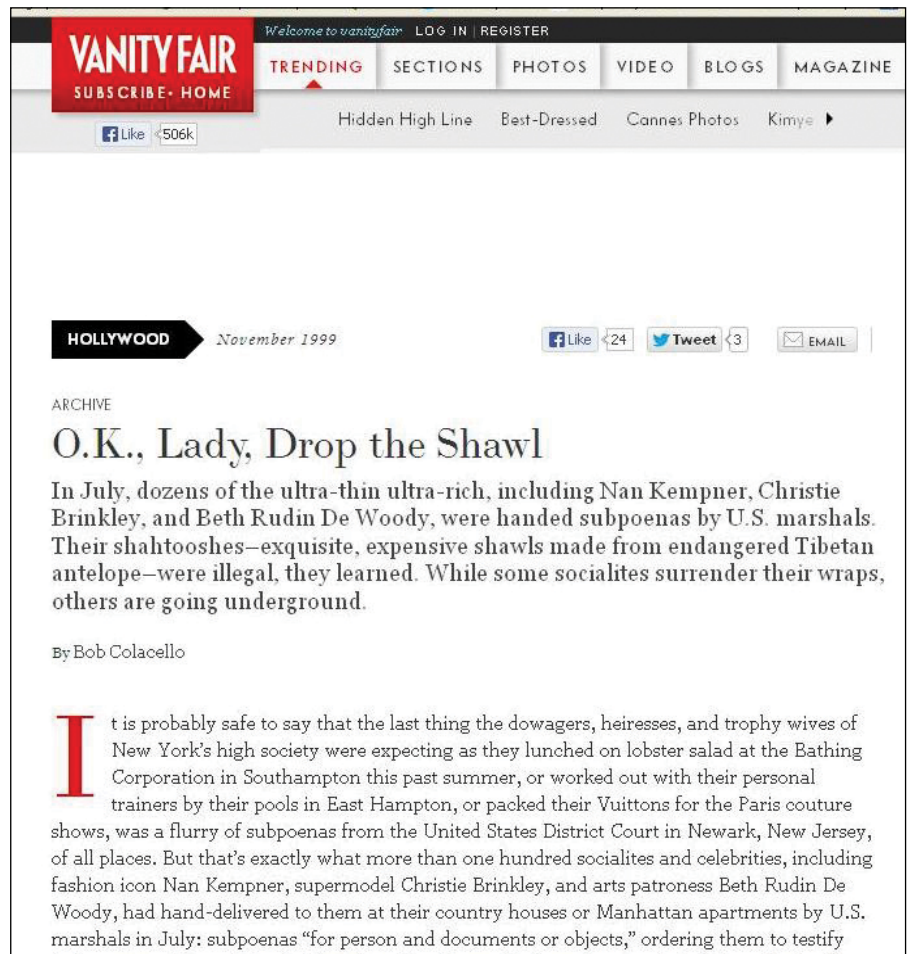 Welcome to vanityfair LOG IN | REGISTER
VANITY FAIR
SUBSCRIBE • HOME
TRENDING SECTIONS PHOTOS VIDEO BLOGS MAGAZINE
Like 506k
Hidden High Line Best-Dressed Cannes Photos Kimye
HOLLYWOOD November 1999 Like 24 Tweet 3 EMAIL
ARCHIVE
O.K., Lady, Drop the Shawl
In July, dozens of the ultra-thin ultra-rich, including Nan Kempner, Christie
Brinkley, and Beth Rudin De Woody, were handed subpoenas by U.S. marshals.
Their shahtooshes—exquisite, expensive shawls made from endangered Tibetan
antelope—were illegal, they learned. While some socialites surrender their wraps,
others are going underground.
By Bob Colacello
It is probably safe to say that the last thing the dowagers, heiresses, and trophy wives of
New York's high society were expecting as they lunched on lobster salad at the Bathing
Corporation in Southampton this past summer, or worked out with their personal
trainers by their pools in East Hampton, or packed their Vuittons for the Paris couture
shows, was a flurry of subpoenas from the United States District Court in Newark, New Jersey,
of all places. But that's exactly what more than one hundred socialites and celebrities, including
fashion icon Nan Kempner, supermodel Christie Brinkley, and arts patroness Beth Rudin De
Woody, had hand-delivered to them at their country houses or Manhattan apartments by U.S.
marshals in July: subpoenas “for person and documents or objects,” ordering them to testify